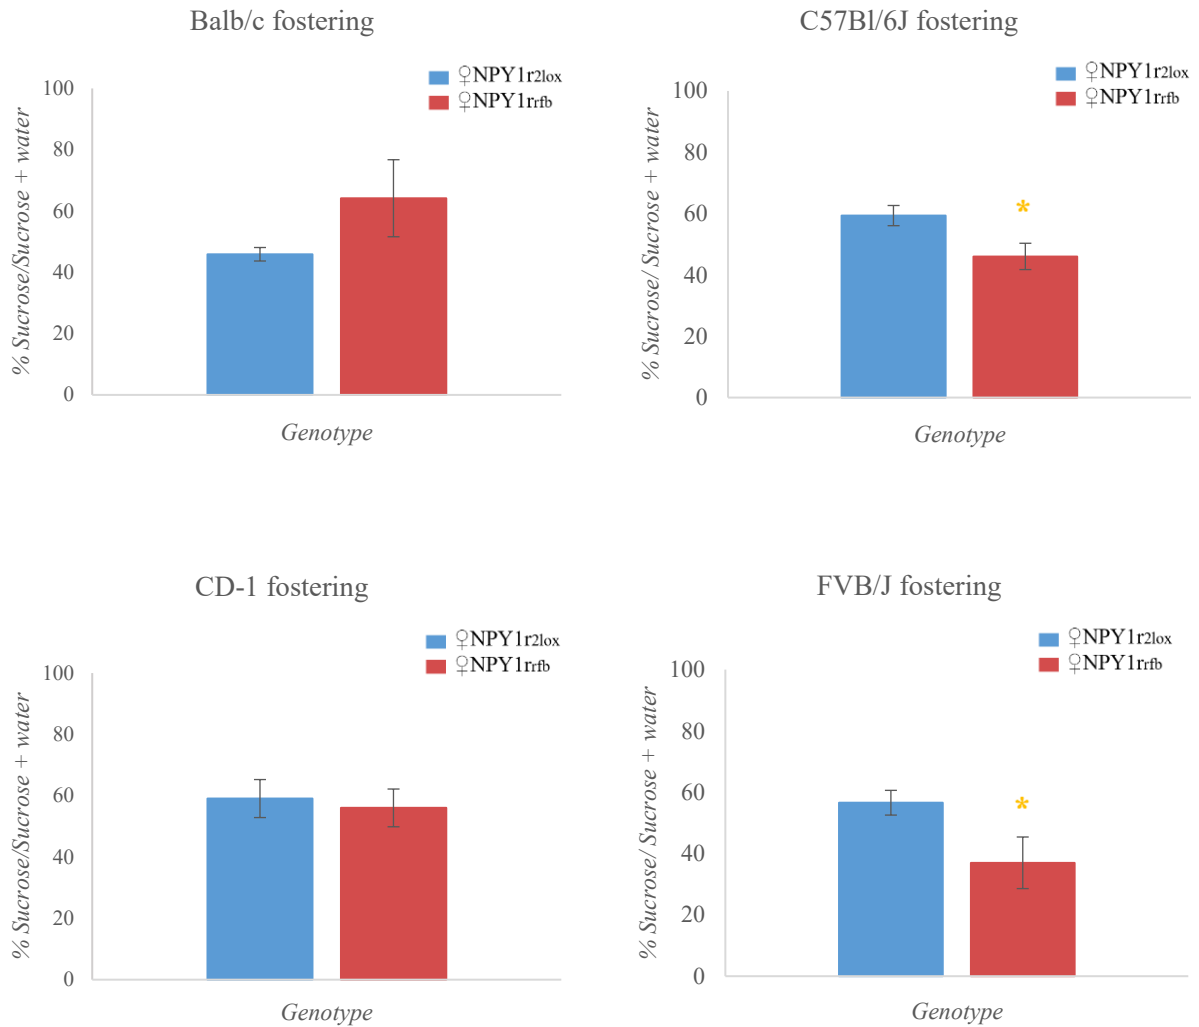 Balb/c fostering
♀NPY1r2lox
♀NPY1rrfb
% Sucrose/Sucrose + water
100
80
60
40
20
0
Genotype
C57Bl/6J fostering
♀NPY1r2lox
♀NPY1rrfb
% Sucrose/ Sucrose + water
100
80
60
40
20
0
*
Genotype
CD-1 fostering
♀NPY1r2lox
♀NPY1rrfb
% Sucrose/Sucrose + water
100
80
60
40
20
0
Genotype
FVB/J fostering
♀NPY1r2lox
♀NPY1rrfb
% Sucrose/ Sucrose + water
100
80
60
40
20
0
*
Genotype